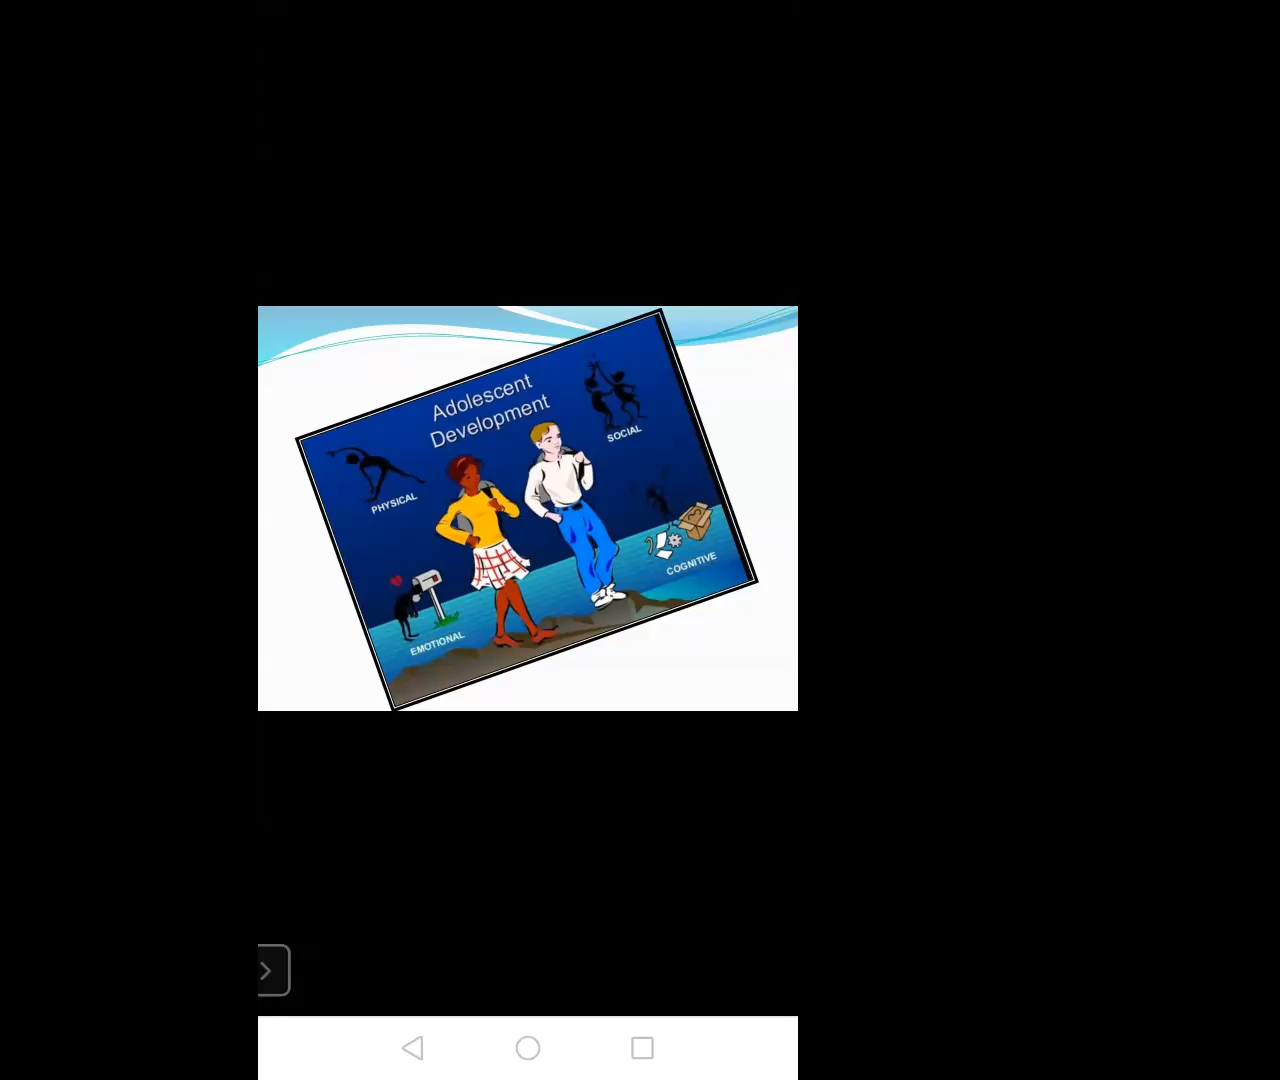 Adolescent
Development
SOCIAL
PHYSICAL
COGNITIVE
EMOTIONAL